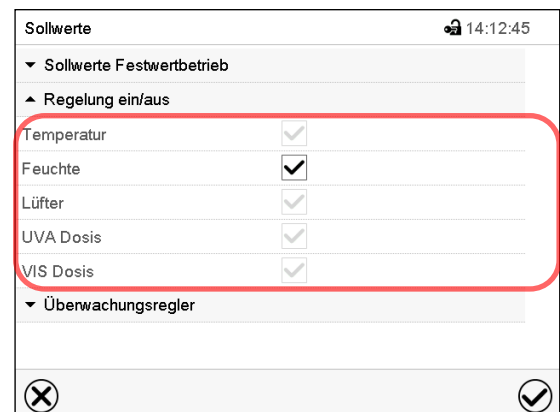 Sollwerte 14:12:45
Sollwerte Festwertbetrieb
Regelung ein/aus
Temperatur
Feuchte
Lüfter
UVA Dosis
VIS Dosis
Überwachungsregler